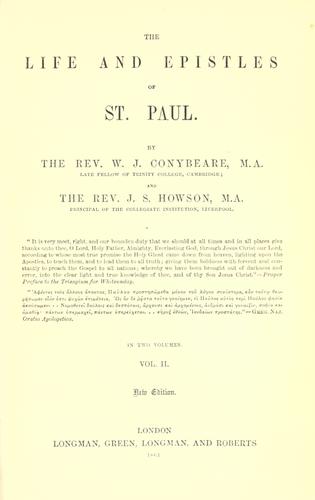 THE
LIFE AND EPISTLES
OF
ST. PAUL.
BY
THE REV. W. J. CONYBEARE, M.A.
LATE FELLOW OF TRINITY COLLEGE, CAMBRIDGE;
AND
THE REV. J. S. HOWSON, M.A.
PRINCIPAL OF THE COLLEGIATE INSTITUTION, LIVERPOOL.
"It is very meet, right, and our bounden duty that we should at all times and in all places give
thanks unto thee, O Lord, Holy Father, Almighty, Everlasting God, through Jesus Christ our Lord,
according to whose most true promise the Holy Ghost came down from heaven, lighting upon the
Apostles, to teach them, and to lead them to all truth; giving them boldness with fervent zeal con-
stantly to preach the Gospel to all nations; whereby we have been brought out of darkness and
error, into the clear light and true knowledge of thee, and of thy Son Jesus Christ."—Proper
Preface to the Trisagium for Whitsunday.
GREG. NAZ.
Oratio Apologetica.
IN TWO VOLUMES.
VOL. II.
New Edition.
LONDON
LONGMAN, GREEN, LONGMAN, AND ROBERTS